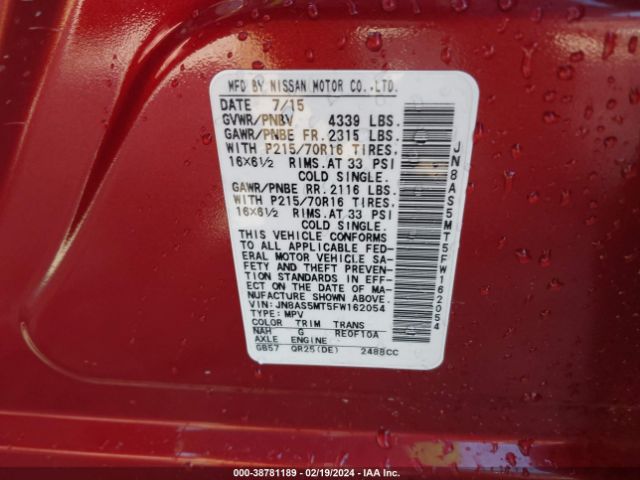 MFD BY NISSAN MOTOR CO.,LTD.
DATE 7/15
GVWR/PNBV 4339 LBS.
GAWR/PNBE FR. 2315 LBS.
WITH P215/70R16 TIRES.
16X6½ RIMS.AT 33 PSI
COLD SINGLE.
GAWR/PNBE RR. 2116 LBS.
WITH P215/70R16 TIRES.
16X6½ RIMS.AT 33 PSI
COLD SINGLE.
THIS VEHICLE CONFORMS
TO ALL APPLICABLE FED-
ERAL MOTOR VEHICLE SA-
FETY AND THEFT PREVEN-
TION STANDARDS IN EFF-
ECT ON THE DATE OF MA-
NUFACTURE SHOWN ABOVE.
VIN: JN8AS5MT5FW162054
TYPE: MPV
COLOR TRIM TRANS
NAH G RE0F10A
AXLE ENGINE
GB57 QR25(DE) 2488CC
JN8AS5MT5FW162054
000-38781189 - 02/19/2024 - IAA Inc.